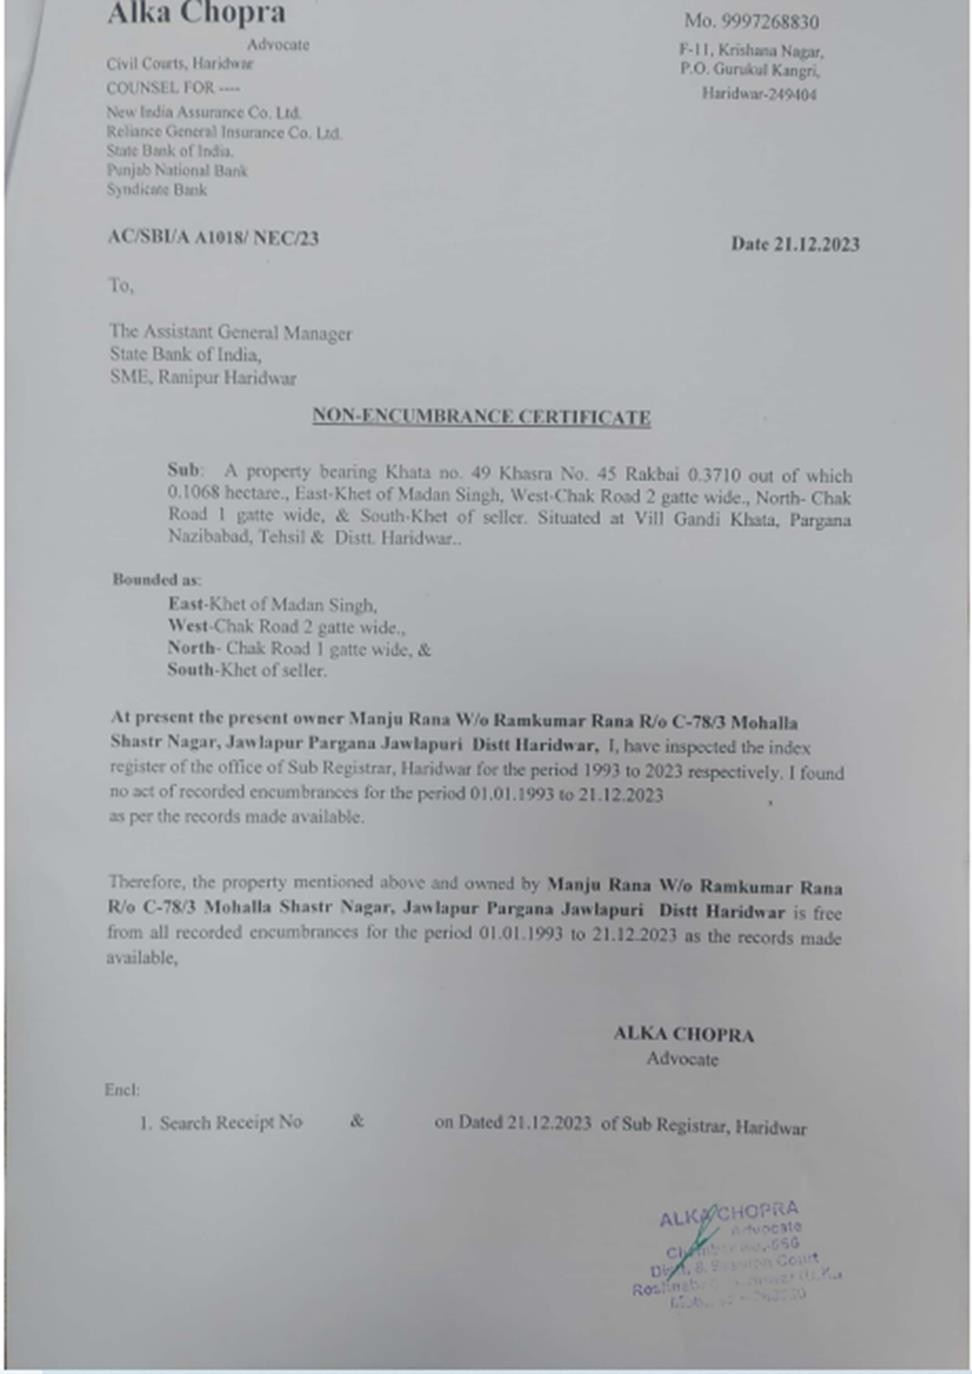 Alka Chopra
Advocate
Civil Courts, Haridwar
COUNSEL FOR ----
New India Assurance Co. Ltd.
Reliance General Insurance Co. Ltd.
State Bank of India.
Punjab National Bank
Syndicate Bank
Mo. 9997268830
F-11, Krishana Nagar,
P.O. Gurukul Kangri,
Haridwar-249404
AC/SBI/A A1018/ NEC/23
Date 21.12.2023
To,
The Assistant General Manager
State Bank of India,
SME, Ranipur Haridwar
NON-ENCUMBRANCE CERTIFICATE
Sub: A property bearing Khata no. 49 Khasra No. 45 Rakbai 0.3710 out of which
0.1068 hectare., East-Khet of Madan Singh, West-Chak Road 2 gatte wide., North- Chak
Road 1 gatte wide, & South-Khet of seller. Situated at Vill Gandi Khata, Pargana
Nazibabad, Tehsil & Distt. Haridwar..
Bounded as:
East-Khet of Madan Singh,
West-Chak Road 2 gatte wide.,
North- Chak Road 1 gatte wide, &
South-Khet of seller.
At present the present owner Manju Rana W/o Ramkumar Rana R/o C-78/3 Mohalla
Shastr Nagar, Jawlapur Pargana Jawlapuri Distt Haridwar, I, have inspected the index
register of the office of Sub Registrar, Haridwar for the period 1993 to 2023 respectively. I found
no act of recorded encumbrances for the period 01.01.1993 to 21.12.2023
as per the records made available.
Therefore, the property mentioned above and owned by Manju Rana W/o Ramkumar Rana
R/o C-78/3 Mohalla Shastr Nagar, Jawlapur Pargana Jawlapuri Distt Haridwar is free
from all recorded encumbrances for the period 01.01.1993 to 21.12.2023 as the records made
available,
ALKA CHOPRA
Advocate
Encl:
1. Search Receipt No & on Dated 21.12.2023 of Sub Registrar, Haridwar
ALKA CHOPRA
Advocate
Court